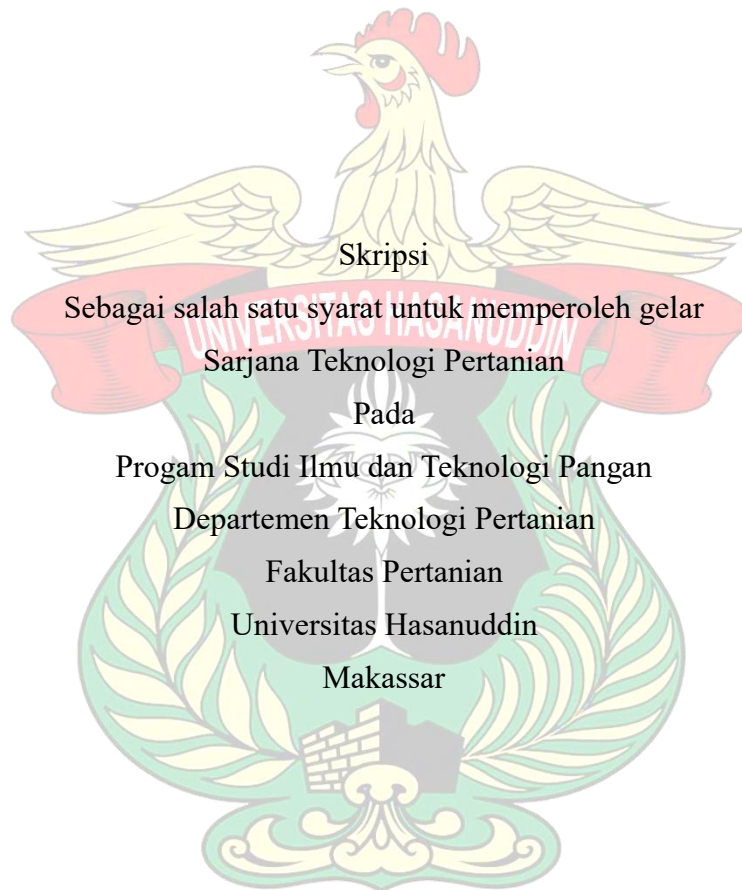 Skripsi
Sebagai salah satu syarat untuk memperoleh gelar
UNIVERSITAS HASANUDDIN
Sarjana Teknologi Pertanian
Pada
Progam Studi Ilmu dan Teknologi Pangan
Departemen Teknologi Pertanian
Fakultas Pertanian
Universitas Hasanuddin
Makassar